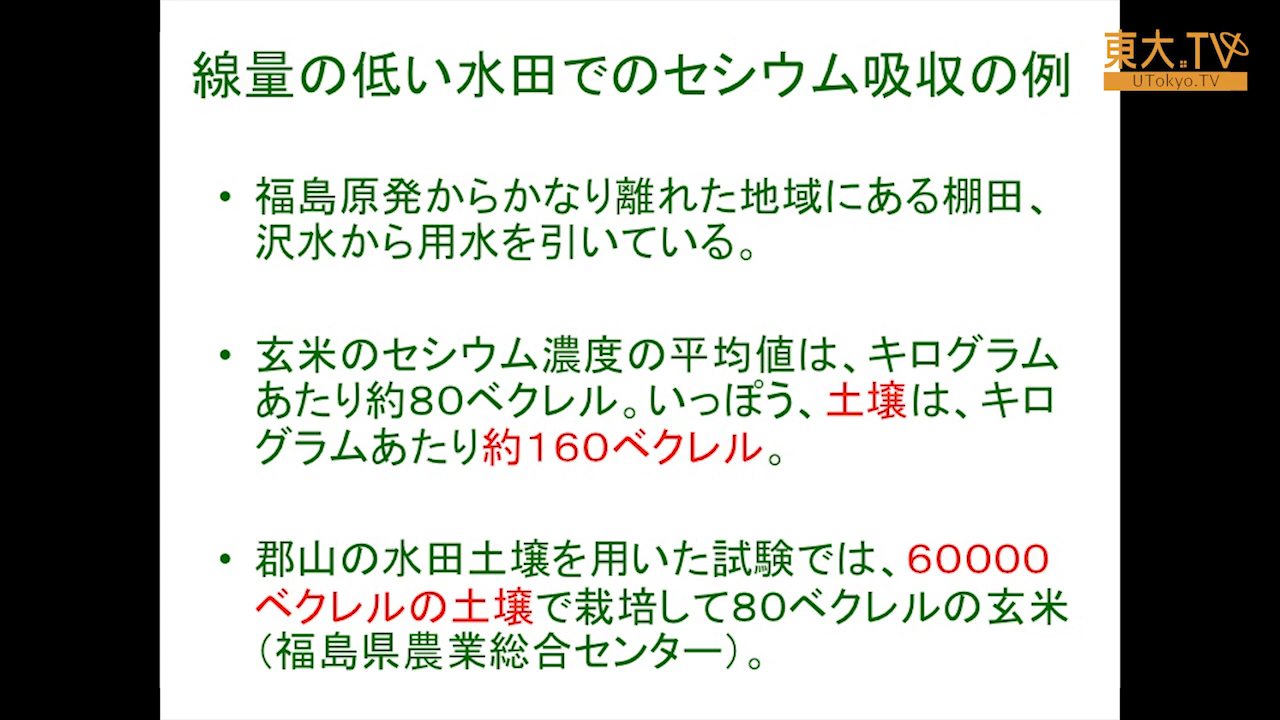 線量の低い水田でのセシウム吸収の例
東大.TV
UTokyo.TV
• 福島原発からかなり離れた地域にある棚田、
沢水から用水を引いている。
• 玄米のセシウム濃度の平均値は、キログラム
あたり約80ベクレル。いっぽう、土壌は、キロ
グラムあたり約160ベクレル。
• 郡山の水田土壌を用いた試験では、60000
ベクレルの土壌で栽培して80ベクレルの玄米
(福島県農業総合センター)。